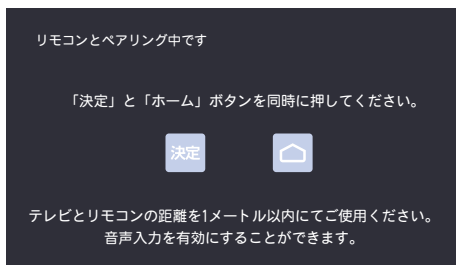 リモコンとペアリング中です
「決定」と「ホーム」ボタンを同時に押してください。
決定
テレビとリモコンの距離を1メートル以内にてご使用ください。
音声入力を有効にすることができます。